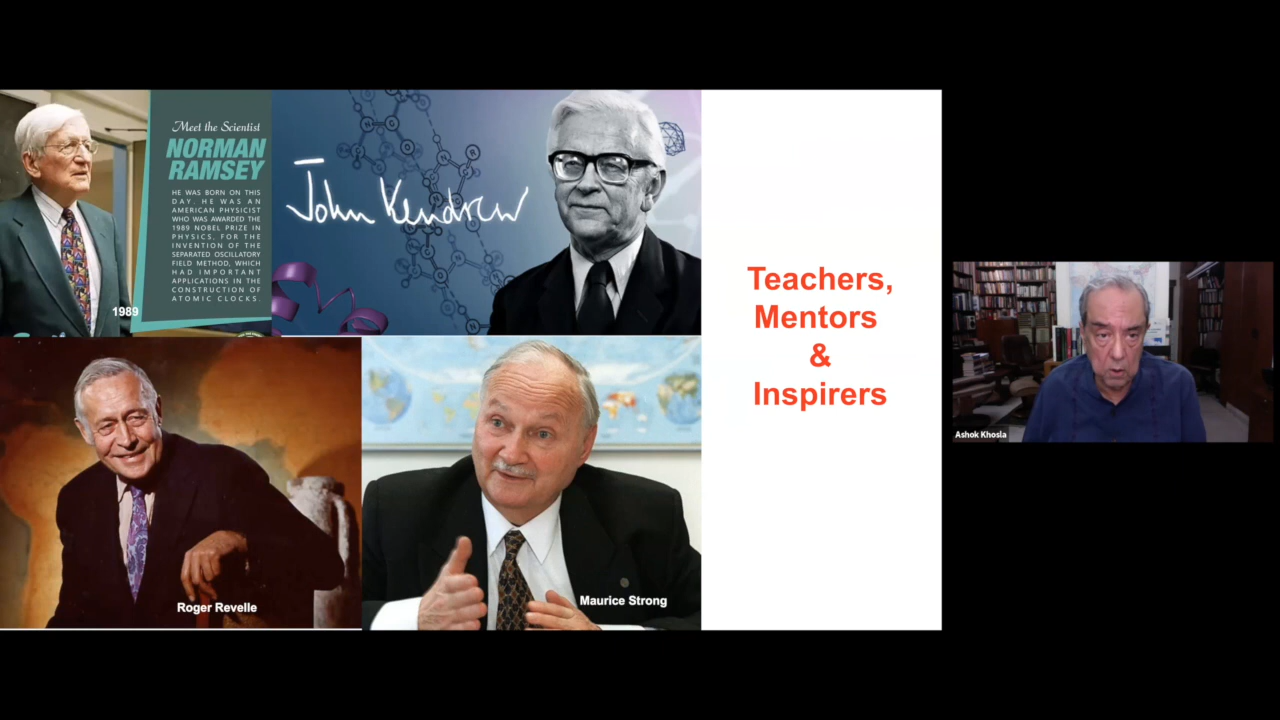 Meet the Scientist
NORMAN
RAMSEY
HE WAS BORN ON THIS
DAY. HE WAS AN
AMERICAN PHYSICIST
WHO WAS AWARDED THE
1989 NOBEL PRIZE IN
PHYSICS, FOR THE
INVENTION OF THE
SEPARATED OSCILLATORY
FIELD METHOD, WHICH
HAD IMPORTANT
APPLICATIONS IN THE
CONSTRUCTION OF
ATOMIC CLOCKS.
1989
John Kendrew
Roger Revelle
Maurice Strong
Teachers,
Mentors
&
Inspirers
Ashok Khosla